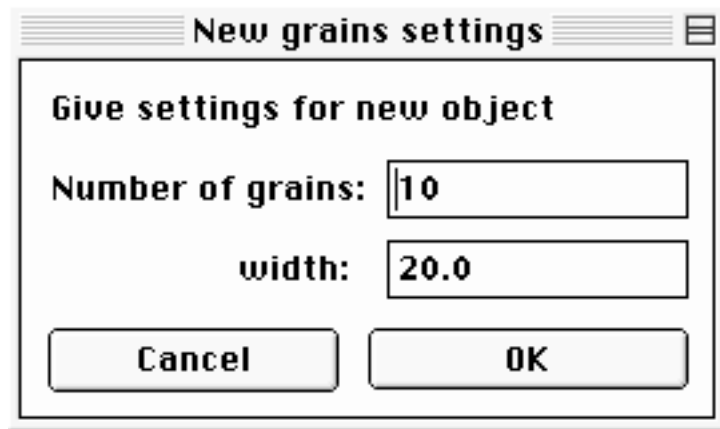 New grains settings
Give settings for new object
Number of grains: 10
width: 20.0
Cancel OK